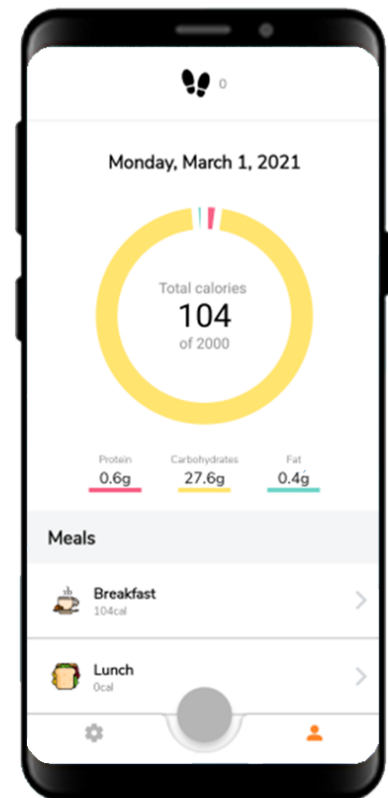 0
Monday, March 1, 2021
Total calories
104
of 2000
Protein Carbohydrates Fat
0.6g 27.6g 0.4g
Meals
Breakfast
104cal
Lunch
0cal